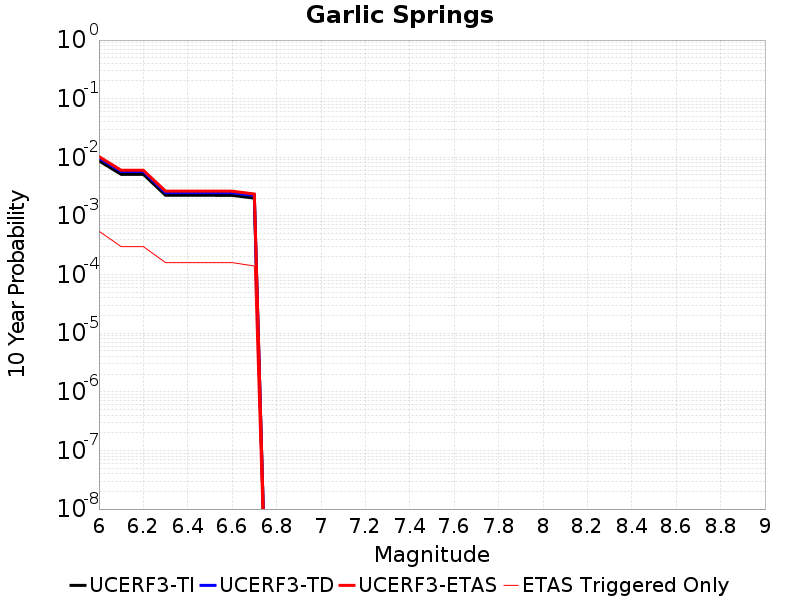 Garlic Springs
10^0
10^-1
10^-2
10^-3
10^-4
10^-5
10^-6
10^-7
10^-8
10 Year Probability
6 6.2 6.4 6.6 6.8 7 7.2 7.4 7.6 7.8 8 8.2 8.4 8.6 8.8 9
Magnitude
UCERF3-TI UCERF3-TD UCERF3-ETAS ETAS Triggered Only